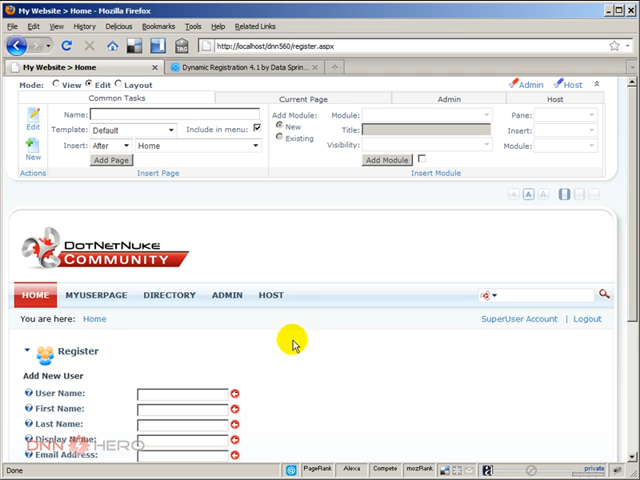 My Website > Home - Mozilla Firefox
File Edit View History Delicious Bookmarks Tools Help Related Links
http://localhost/dnn560/register.aspx
My Website > Home
Dynamic Registration 4.1 by Data Sprin...
Mode: View Edit Layout
Admin Host
Common Tasks Current Page Admin Host
Edit
New
Actions
Name:
Template: Default Include in menu:
Insert: After Home
Add Page
Insert Page
Add Module: New Existing
Module:
Title:
Visibility:
Add Module
Insert Module
Pane:
Insert:
Module:
A A A
DOTNETNUKE
COMMUNITY
HOME MYUSERPAGE DIRECTORY ADMIN HOST
You are here: Home
SuperUser Account | Logout
Register
Add New User
User Name:
First Name:
Last Name:
Display Name:
DNN HERO
Email Address:
Done
PageRank Alexa Compete mozRank
private